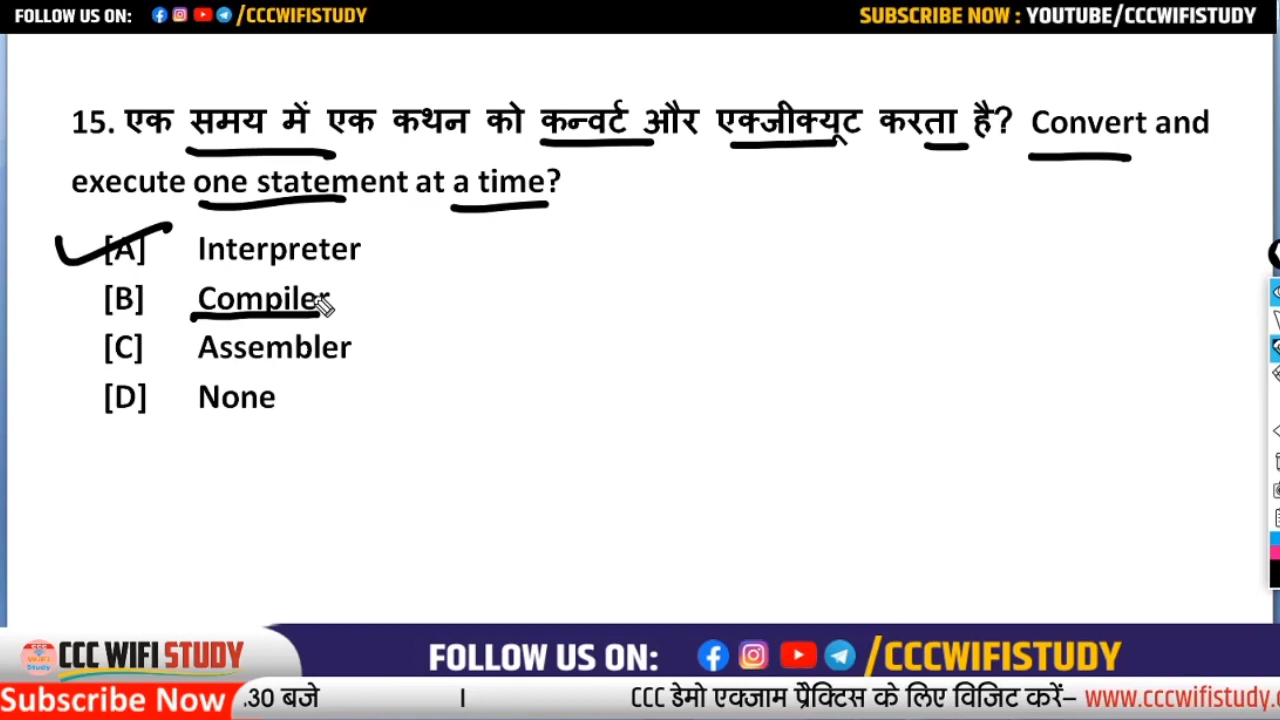 FOLLOW US ON: /CCCWIFISTUDY
SUBSCRIBE NOW : YOUTUBE/CCCWIFISTUDY
15. एक समय में एक कथन को कन्वर्ट और एक्जीक्यूट करता है? Convert and
execute one statement at a time?
[A] Interpreter
[B] Compiler
[C] Assembler
[D] None
CCC WIFI STUDY
FOLLOW US ON: /CCCWIFISTUDY
Subscribe Now .30 बजे । CCC डेमो एक्जाम प्रैक्टिस के लिए विजिट करें– www.cccwifistudy.